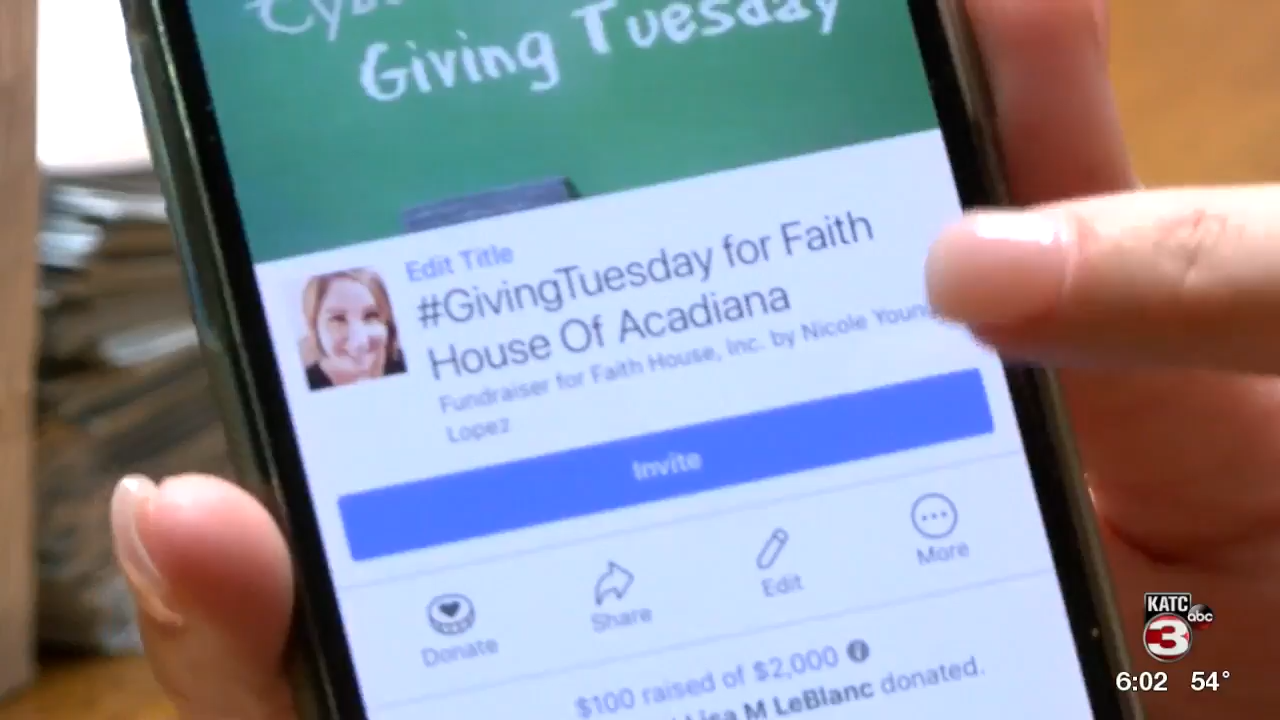 Giving Tuesday
Edit Title
#GivingTuesday for Faith
House Of Acadiana
Fundraiser for Faith House, Inc. by Nicole Young
Lopez
Invite
Donate
Share
Edit
More
$100 raised of $2,000
Lisa M LeBlanc donated.
KATC
abc
3
6:02 54°